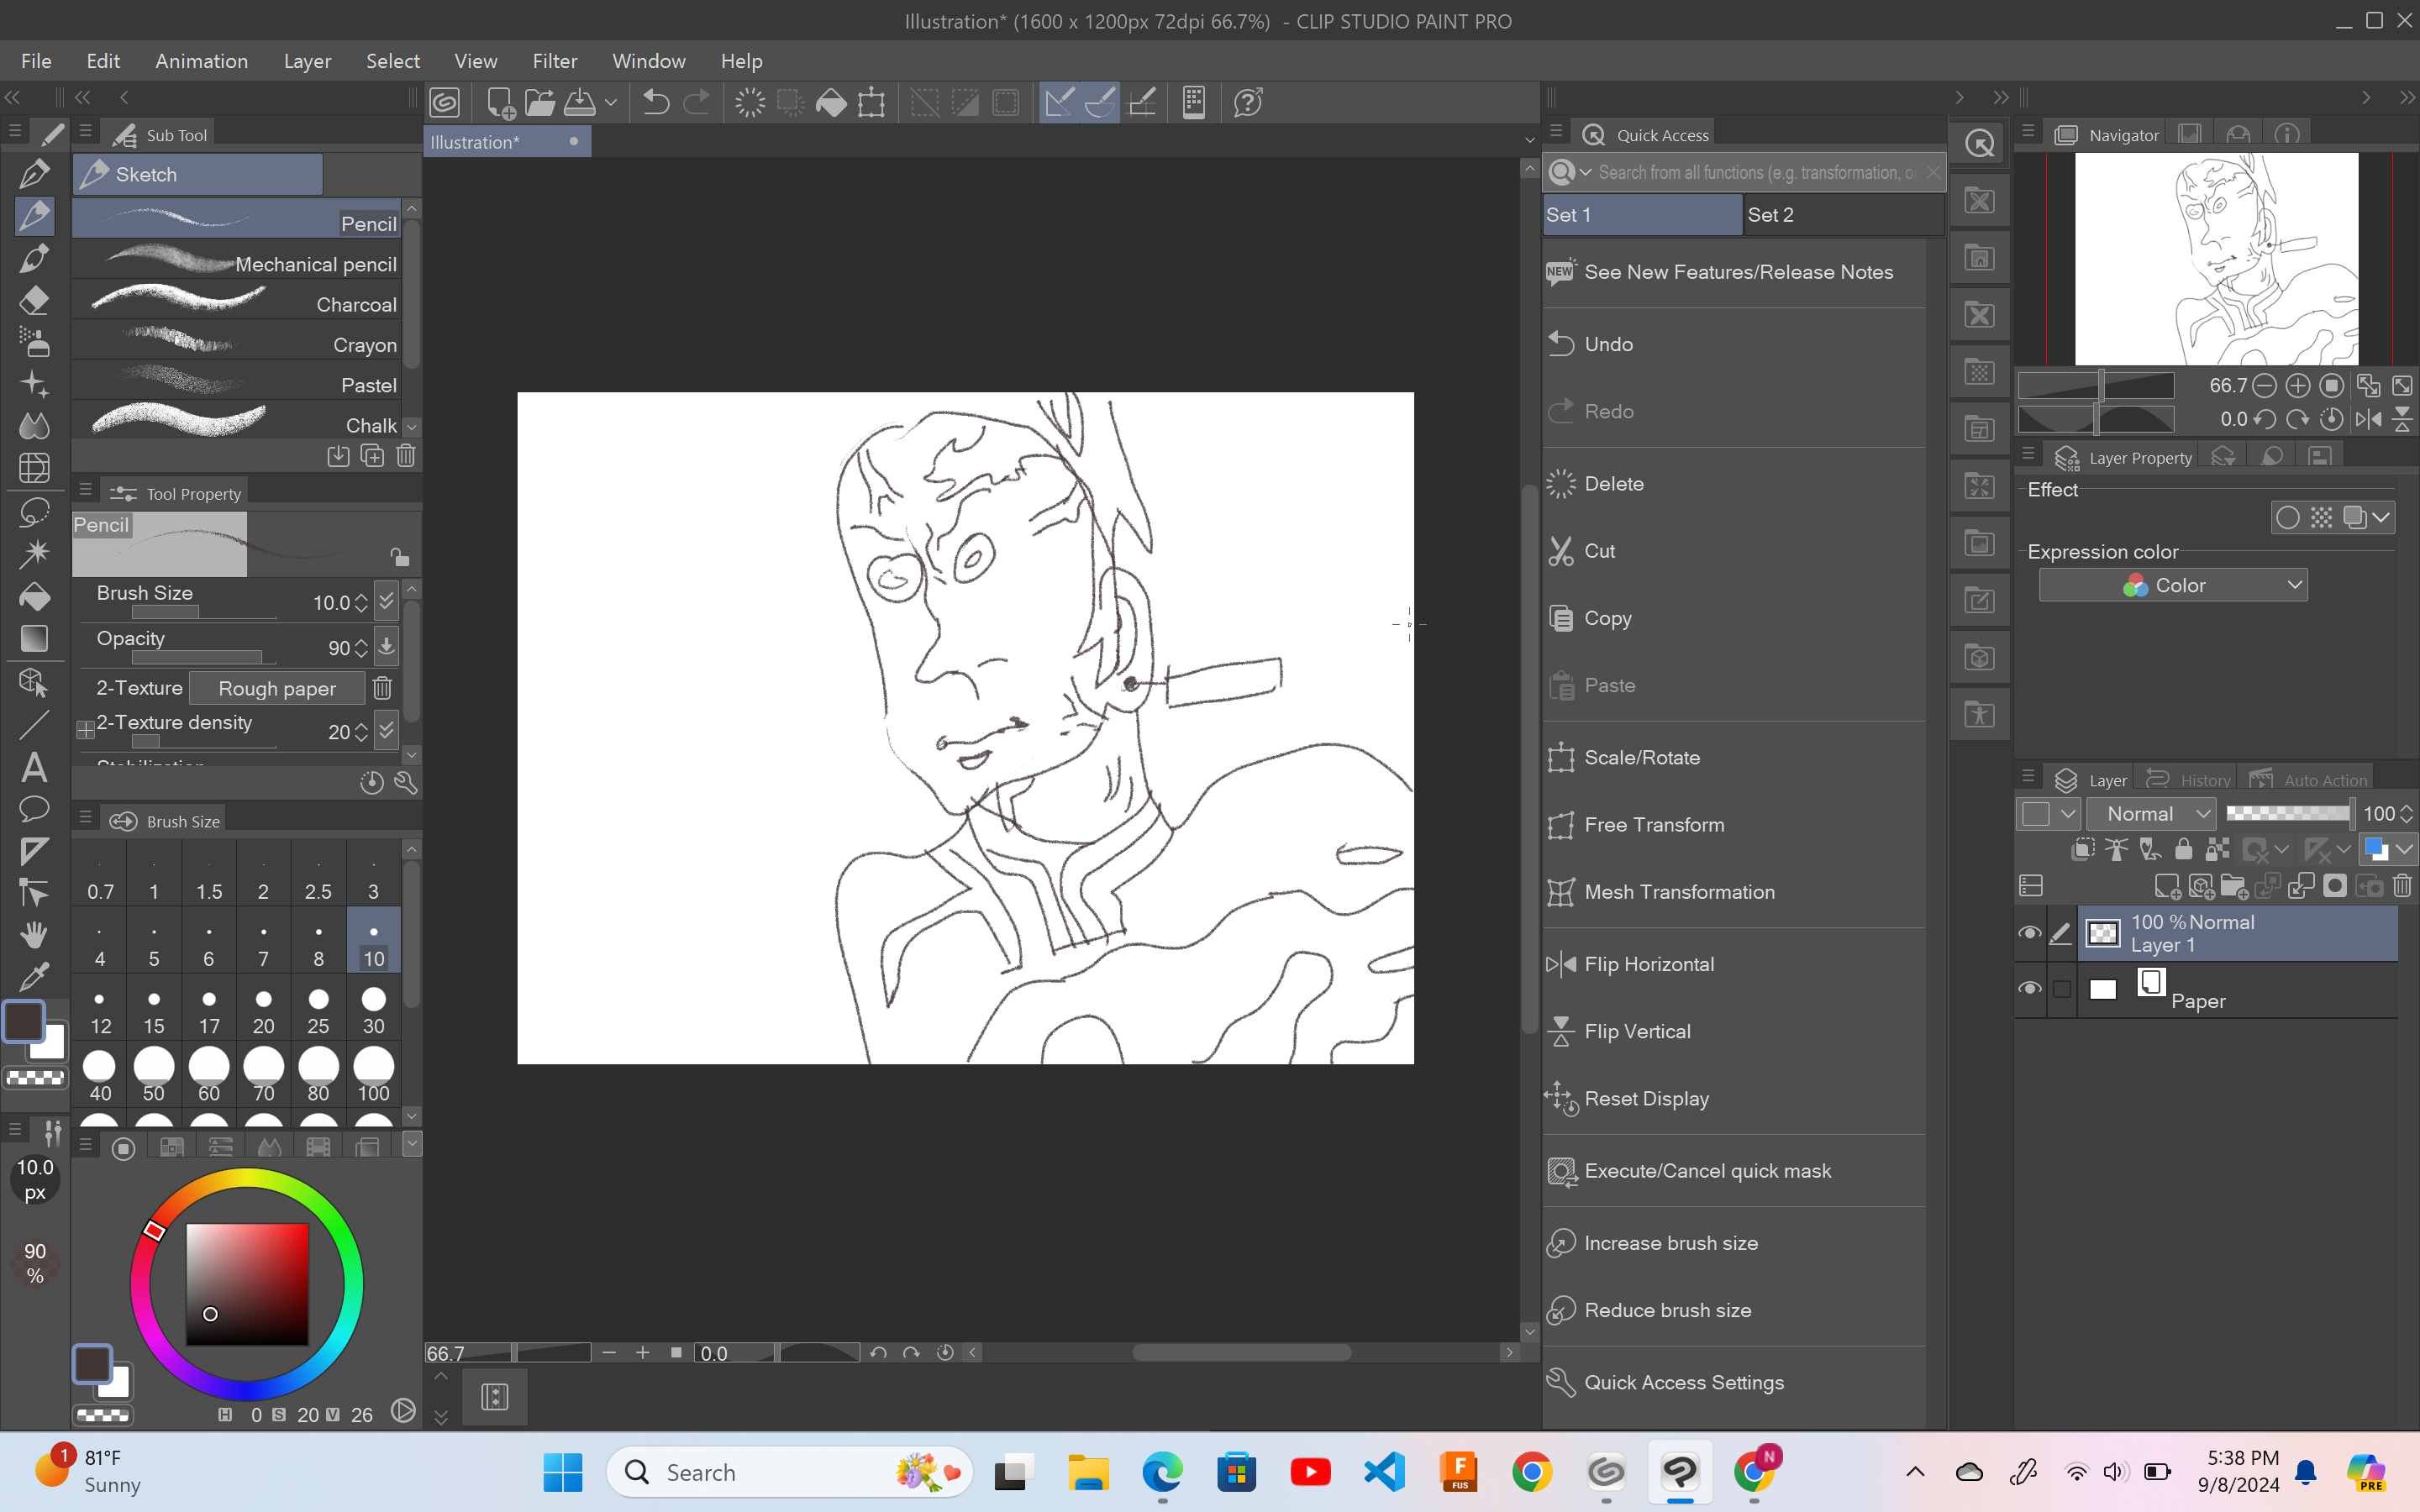 Illustration* (1600 x 1200px 72dpi 66.7%)  - CLIP STUDIO PAINT PRO
File Edit Animation Layer Select View Filter Window Help
Sub Tool
Sketch
Pencil
Mechanical pencil
Charcoal
Crayon
Pastel
Chalk
Tool Property
Pencil
Brush Size 10.0
Opacity 90
2-Texture Rough paper
2-Texture density 20
Brush Size
0.7 1 1.5 2 2.5 3
4 5 6 7 8 10
12 15 17 20 25 30
40 50 60 70 80 100
10.0
px
90
%
H 0 S 20 V 26
Illustration*
66.7 0.0
Quick Access
Search from all functions (e.g. transformation, or
Set 1 Set 2
NEW See New Features/Release Notes
Undo
Redo
Delete
Cut
Copy
Paste
Scale/Rotate
Free Transform
Mesh Transformation
Flip Horizontal
Flip Vertical
Reset Display
Execute/Cancel quick mask
Increase brush size
Reduce brush size
Quick Access Settings
Navigator
66.7
0.0
Layer Property
Effect
Expression color
Color
Layer History Auto Action
Normal 100
100 % Normal
Layer 1
Paper
1 81°F
Sunny
Search
F
FUS
N
5:38 PM
9/8/2024
PRE